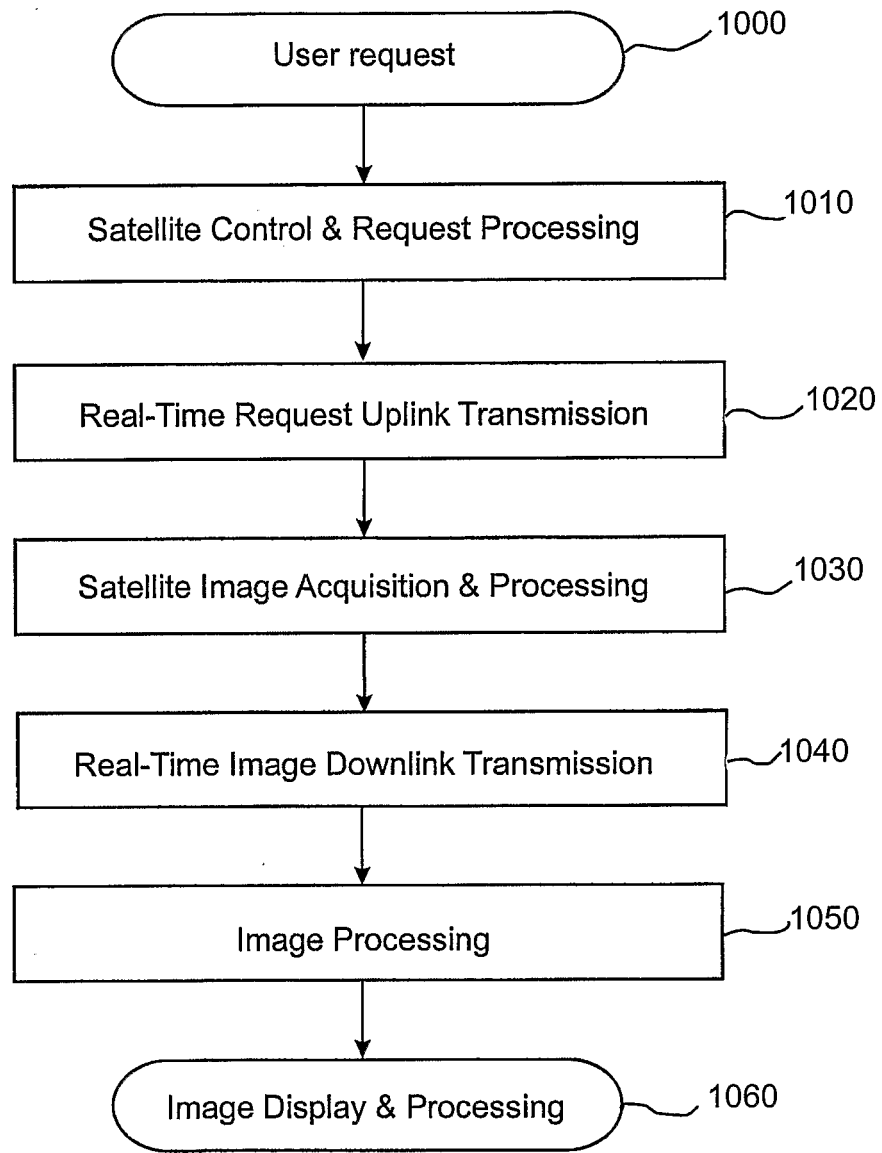 User request
1000
Satellite Control & Request Processing
1010
Real-Time Request Uplink Transmission
1020
Satellite Image Acquisition & Processing
1030
Real-Time Image Downlink Transmission
1040
Image Processing
1050
Image Display & Processing
1060